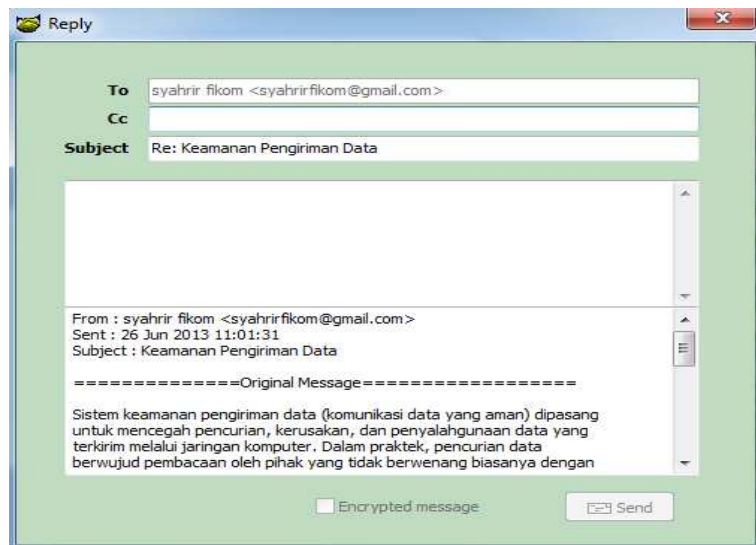 Reply
To syahrir fikom <syahrirfikom@gmail.com>
Cc
Subject Re: Keamanan Pengiriman Data
From : syahrir fikom <syahrirfikom@gmail.com>
Sent : 26 Jun 2013 11:01:31
Subject : Keamanan Pengiriman Data
==============Original Message==================
Sistem keamanan pengiriman data (komunikasi data yang aman) dipasang
untuk mencegah pencurian, kerusakan, dan penyalahgunaan data yang
terkirim melalui jaringan komputer. Dalam praktek, pencurian data
berwujud pembacaan oleh pihak yang tidak berwenang biasanya dengan
Encrypted message Send